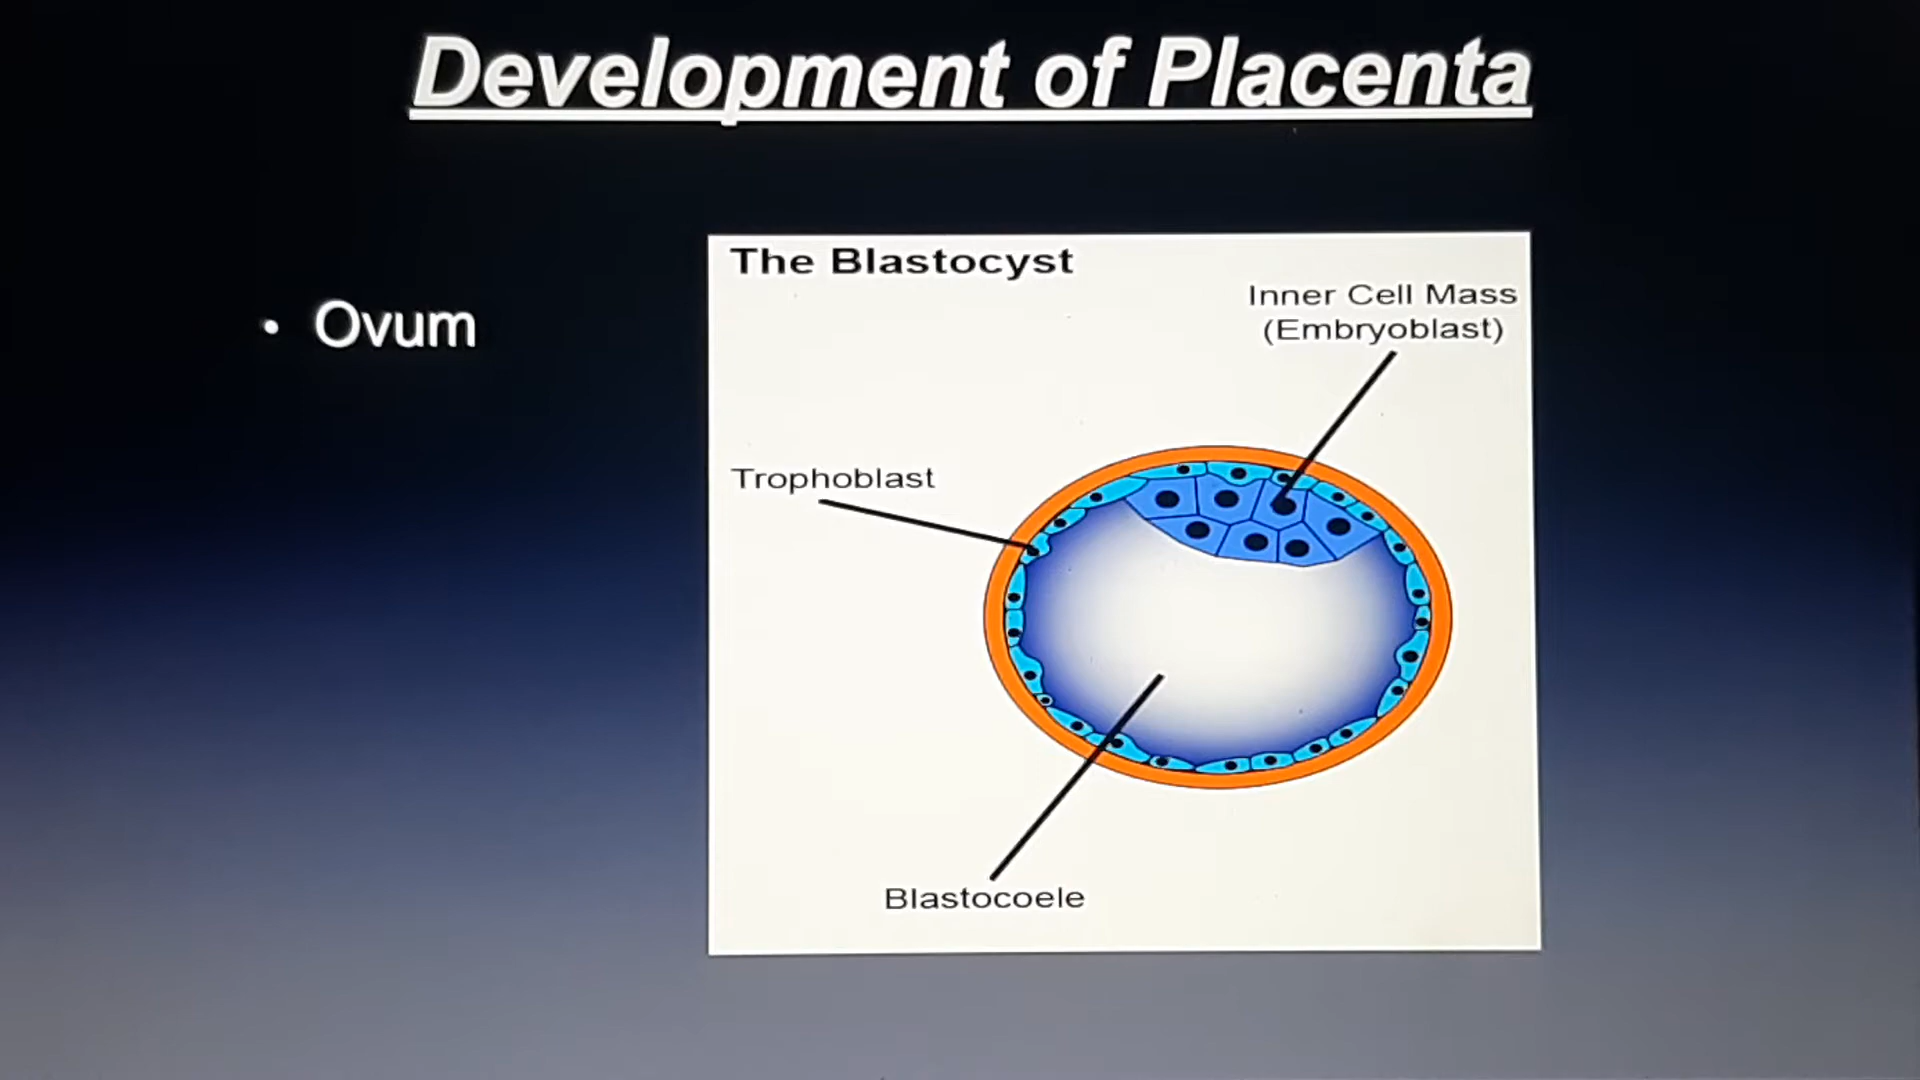 Development of Placenta
• Ovum
The Blastocyst
Inner Cell Mass
(Embryoblast)
Trophoblast
Blastocoele